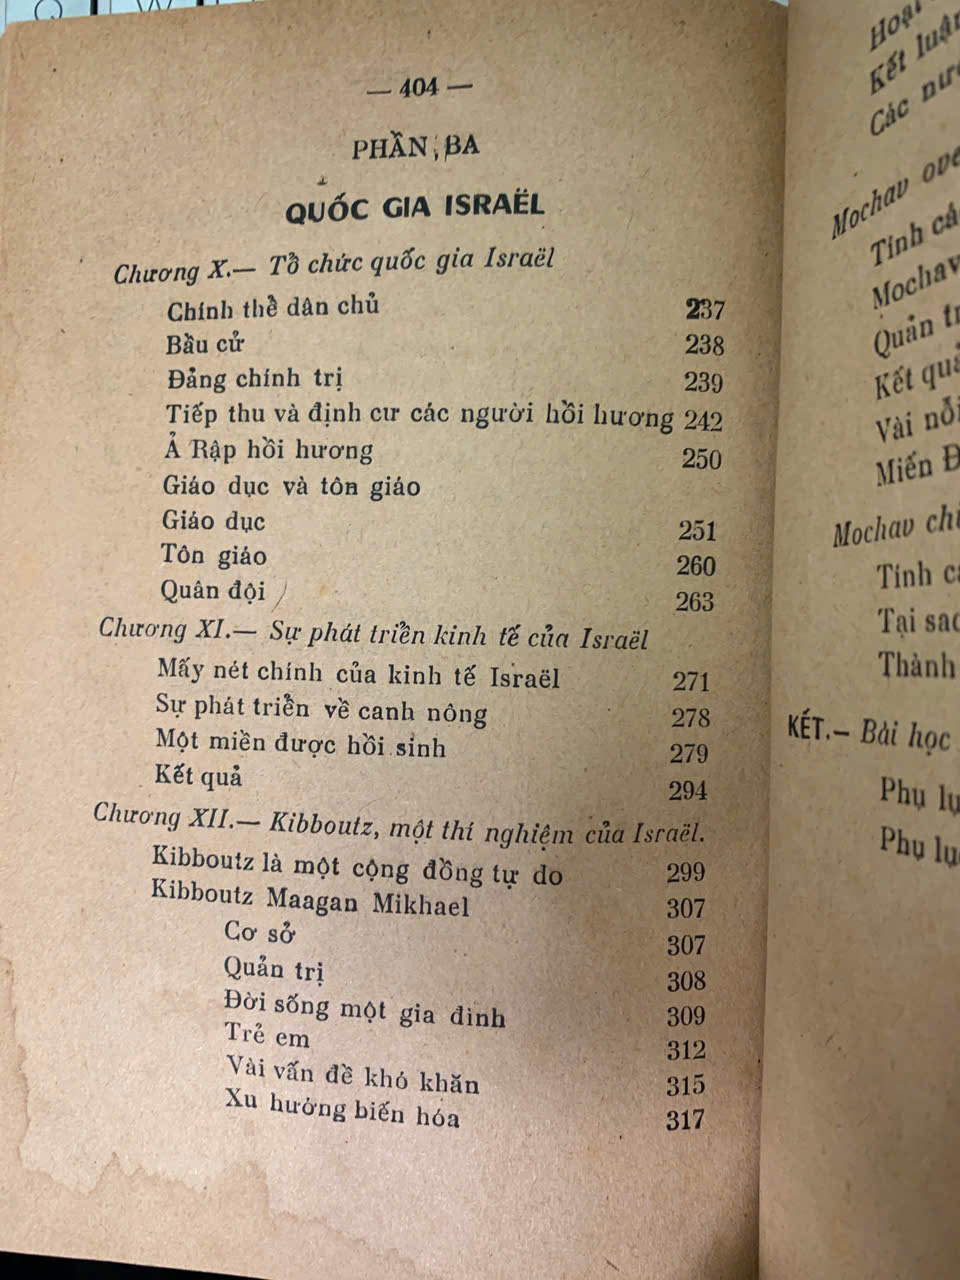 — 404 —
PHẦN BA
QUỐC GIA ISRAËL
Chương X.— Tổ chức quốc gia Israël
Chính thể dân chủ 237
Bầu cử 238
Đảng chính trị 239
Tiếp thu và định cư các người hồi hương 242
Ả Rập hồi hương 250
Giáo dục và tôn giáo
Giáo dục 251
Tôn giáo 260
Quân đội 263
Chương XI.— Sự phát triển kinh tế của Israël
Mấy nét chính của kinh tế Israël 271
Sự phát triển về canh nông 278
Một miền được hồi sinh 279
Kết quả 294
Chương XII.— Kibboutz, một thí nghiệm của Israël.
Kibboutz là một cộng đồng tự do 299
Kibboutz Maagan Mikhael 307
Cơ sở 307
Quản trị 308
Đời sống một gia đình 309
Trẻ em 312
Vài vấn đề khó khăn 315
Xu hướng biến hóa 317
Kết luận
Các
Mochav
Tính
Mochav
Quản
Kết
Vài
Miến
Mochav
Tính
Tại
Thành
KẾT.— Bài học
Phụ
Phụ